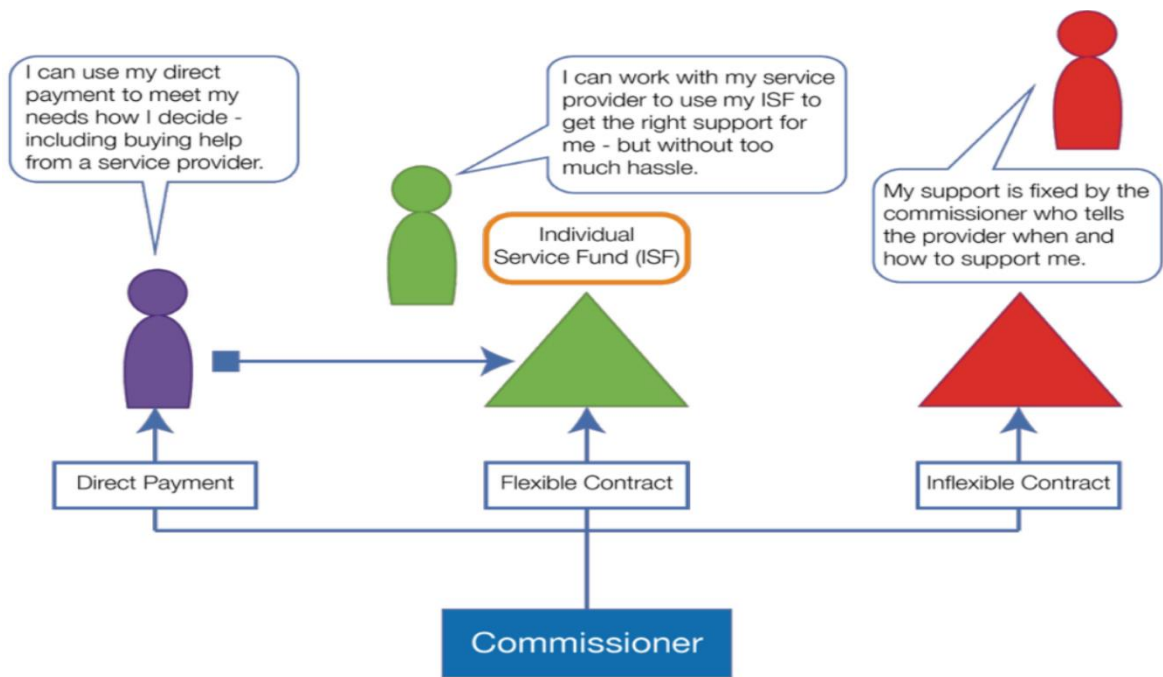 I can use my direct
payment to meet my
needs how I decide -
including buying help
from a service provider.
I can work with my service
provider to use my ISF to
get the right support for
me - but without too
much hassle.
My support is fixed by the
commissioner who tells
the provider when and
how to support me.
Individual
Service Fund (ISF)
Direct Payment
Flexible Contract
Inflexible Contract
Commissioner